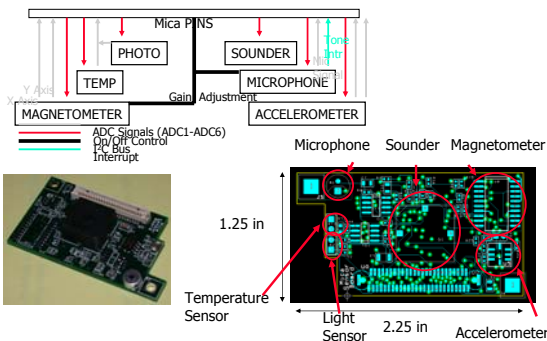 Mica PINS
PHOTO
SOUNDER
Tone
Intr
Mic
Signal
TEMP
MICROPHONE
Y Axis
X Axis
Gain Adjustment
MAGNETOMETER
ACCELEROMETER
ADC Signals (ADC1-ADC6)
On/Off Control
I²C Bus
Interrupt
Microphone Sounder Magnetometer
1.25 in
Temperature
Sensor
Light
Sensor
2.25 in
Accelerometer